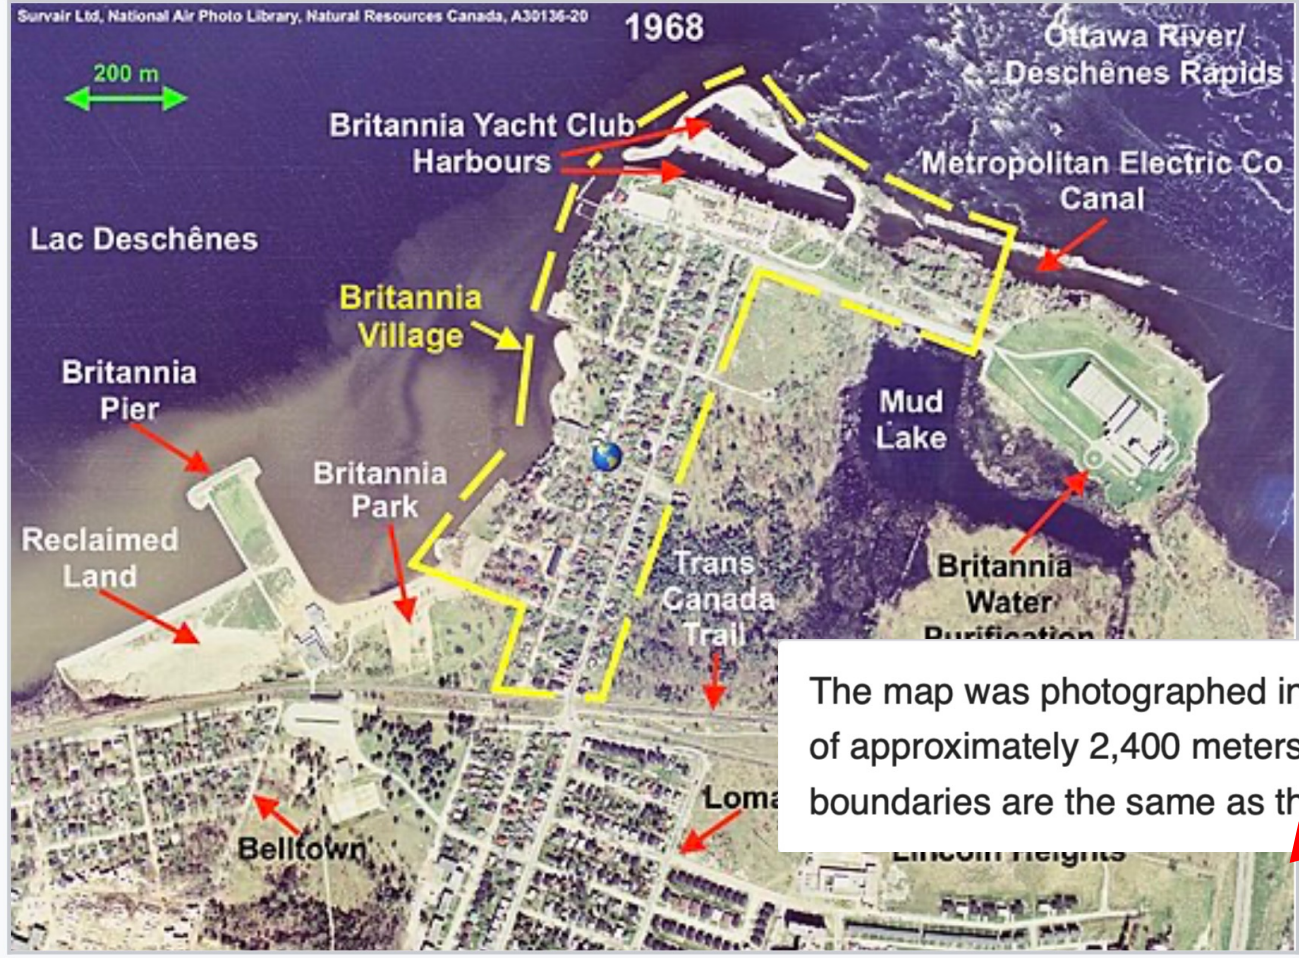 Survair Ltd, National Air Photo Library, Natural Resources Canada, A30136-20
1968
Ottawa River/
Deschênes Rapids
200 m
Britannia Yacht Club
Harbours
Metropolitan Electric Co
Canal
Lac Deschênes
Britannia
Village
Britannia
Pier
Mud
Lake
Britannia
Park
Reclaimed
Land
Trans
Canada
Trail
Britannia
Water
Purification
The map was photographed in
of approximately 2,400 meters
boundaries are the same as th
Belltown
Lincoln Heights